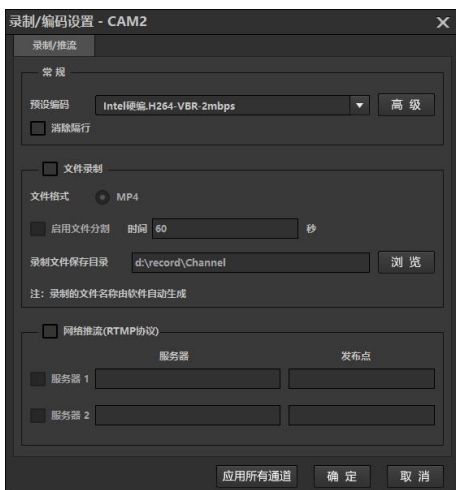 录制/编码设置 - CAM2
录制/推流
常 规
预设编码 Intel硬编,H264-VBR-2mbps 高 级
消除隔行
文件录制
文件格式 MP4
启用文件分割 时间 60 秒
录制文件保存目录 d:\record\Channel 浏 览
注: 录制的文件名称由软件自动生成
网络推流(RTMP协议)
服务器 发布点
服务器 1
服务器 2
应用所有通道 确 定 取 消